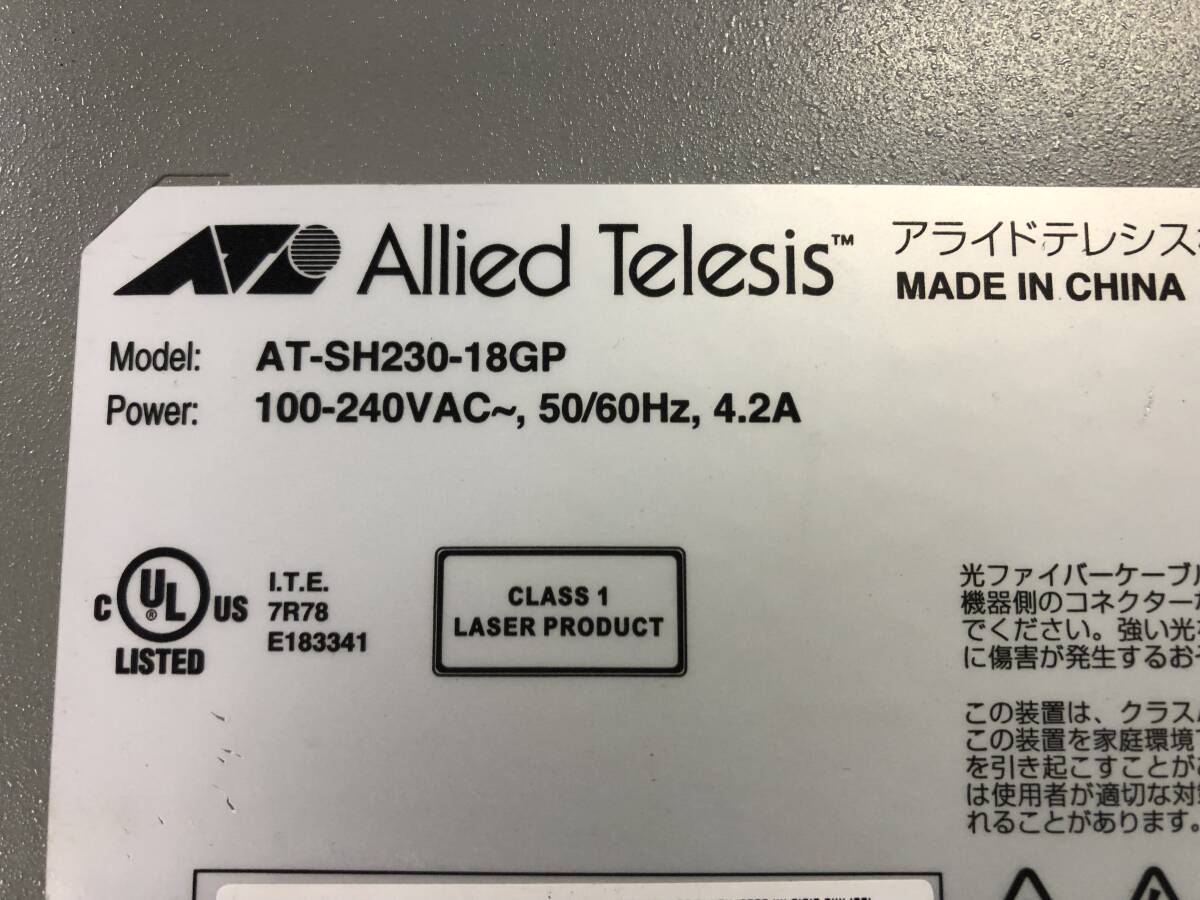 Allied Telesis™
アライドテレシス
MADE IN CHINA
Model: AT-SH230-18GP
Power: 100-240VAC~, 50/60Hz, 4.2A
C UL® US
LISTED
I.T.E.
7R78
E183341
CLASS 1
LASER PRODUCT
光ファイバーケーブル
機器側のコネクター
でください。強い光
に傷害が発生するおそ
この装置は、クラス
この装置を家庭環境
を引き起こすことが
は使用者が適切な対
れることがあります。